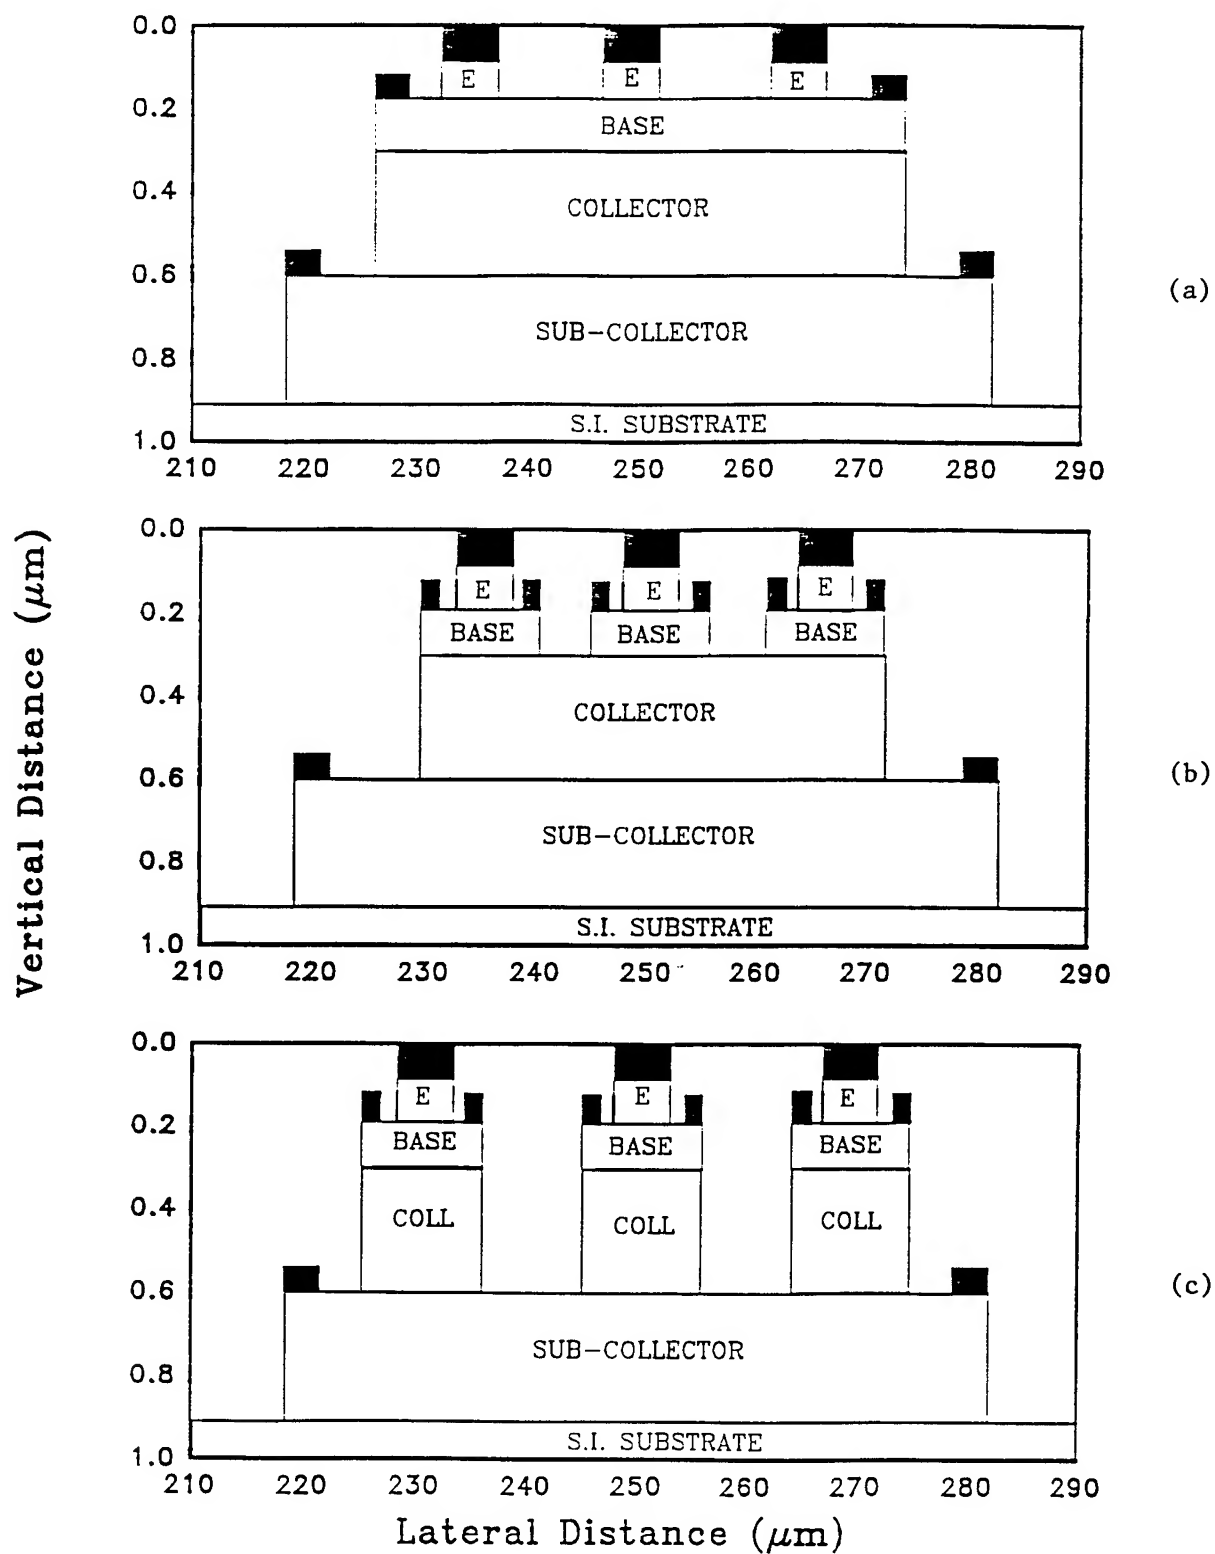 0.0
E E E
0.2
BASE
0.4
COLLECTOR
0.6
(a)
SUB-COLLECTOR
0.8
S.I. SUBSTRATE
1.0
210 220 230 240 250 260 270 280 290
Vertical Distance (μm)
0.0
E E E
0.2
BASE BASE BASE
0.4
COLLECTOR
0.6
(b)
SUB-COLLECTOR
0.8
S.I. SUBSTRATE
1.0
210 220 230 240 250 260 270 280 290
0.0
E E E
0.2
BASE BASE BASE
0.4
COLL COLL COLL
0.6
(c)
SUB-COLLECTOR
0.8
S.I. SUBSTRATE
1.0
210 220 230 240 250 260 270 280 290
Lateral Distance (μm)